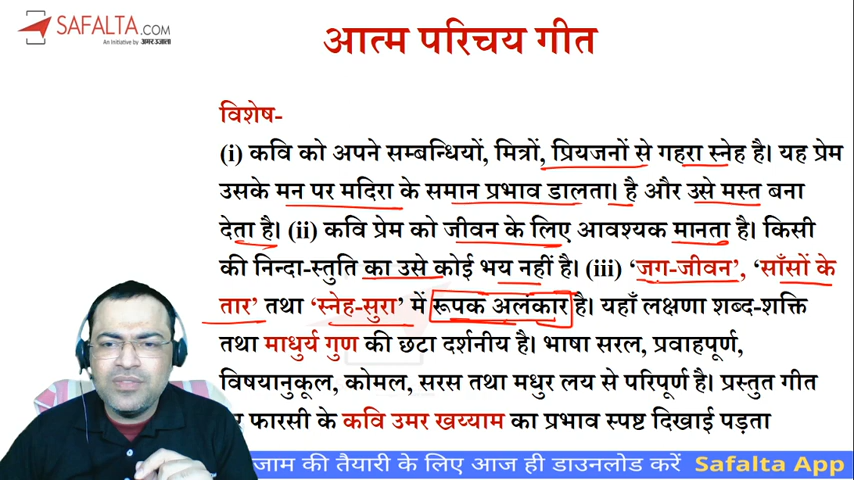 SAFALTA.COM
An Initiative by अमर उजाला
आत्म परिचय गीत
विशेष-
(i) कवि को अपने सम्बन्धियों, मित्रों, प्रियजनों से गहरा स्नेह है। यह प्रेम
उसके मन पर मदिरा के समान प्रभाव डालता। है और उसे मस्त बना
देता है। (ii) कवि प्रेम को जीवन के लिए आवश्यक मानता है। किसी
की निन्दा-स्तुति का उसे कोई भय नहीं है। (iii) ‘जग-जीवन’, ‘साँसों के
तार’ तथा ‘स्नेह-सुरा’ में रूपक अलंकार है। यहाँ लक्षणा शब्द-शक्ति
तथा माधुर्य गुण की छटा दर्शनीय है। भाषा सरल, प्रवाहपूर्ण,
विषयानुकूल, कोमल, सरस तथा मधुर लय से परिपूर्ण है। प्रस्तुत गीत
फारसी के कवि उमर खय्याम का प्रभाव स्पष्ट दिखाई पड़ता
की तैयारी के लिए आज ही डाउनलोड करें Safalta App